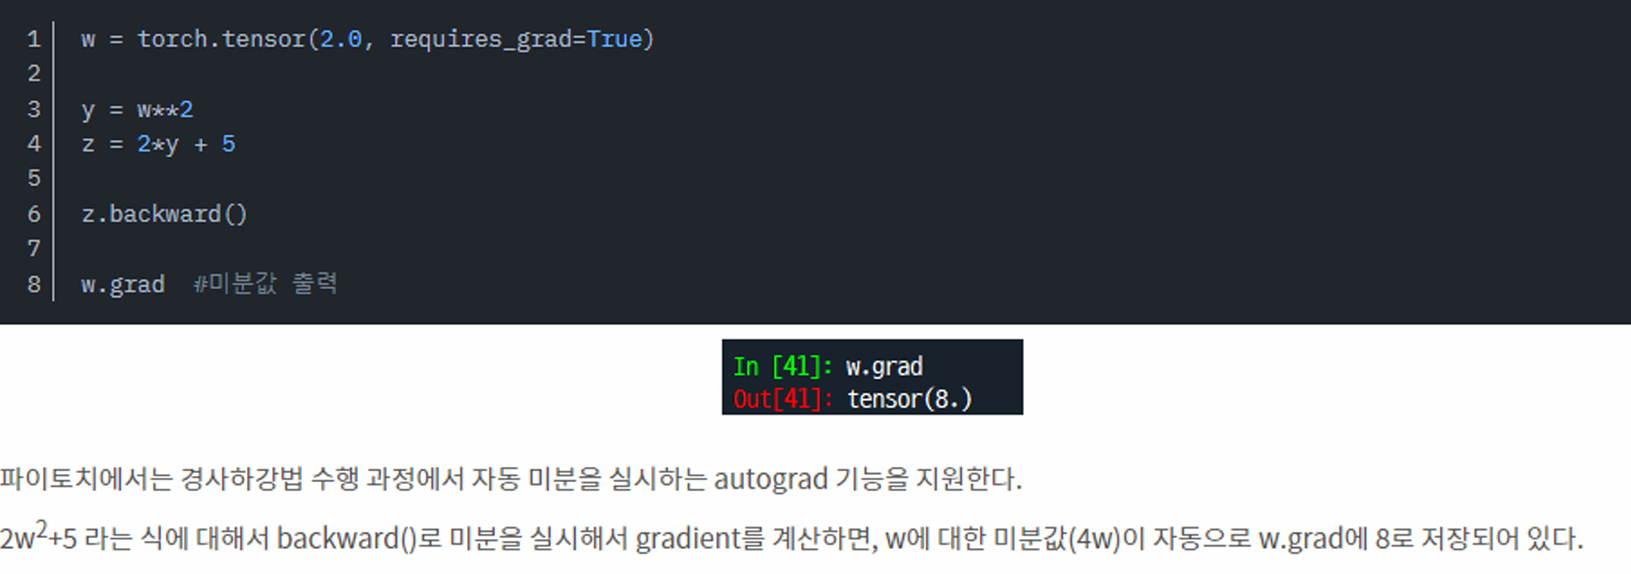 1 w = torch.tensor(2.0, requires_grad=True)
2
3 y = w**2
4 z = 2*y + 5
5
6 z.backward()
7
8 w.grad  #미분값 출력
In [41]: w.grad
Out[41]: tensor(8.)
파이토치에서는 경사하강법 수행 과정에서 자동 미분을 실시하는 autograd 기능을 지원한다.
2w²+5 라는 식에 대해서 backward()로 미분을 실시해서 gradient를 계산하면, w에 대한 미분값(4w)이 자동으로 w.grad에 8로 저장되어 있다.